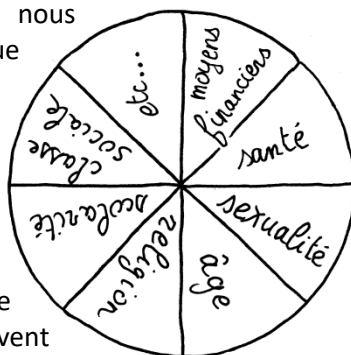 nous
ue
moyens
financiers
santé
sexualité
âge
religion
scolarité
classe
sociale
etc...
e
vent